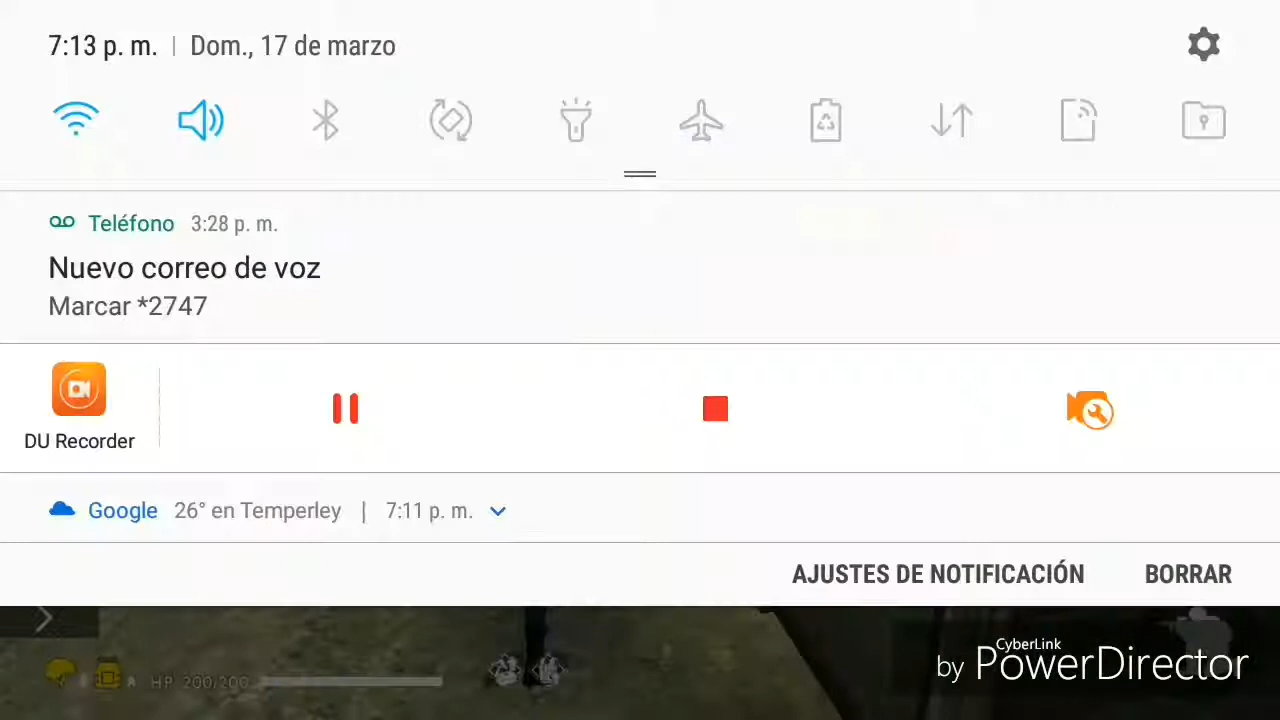 7:13 p. m. | Dom., 17 de marzo
Teléfono 3:28 p. m.
Nuevo correo de voz
Marcar *2747
DU Recorder
Google 26° en Temperley | 7:11 p. m.
AJUSTES DE NOTIFICACIÓN BORRAR
HP 200/200
by CyberLink PowerDirector